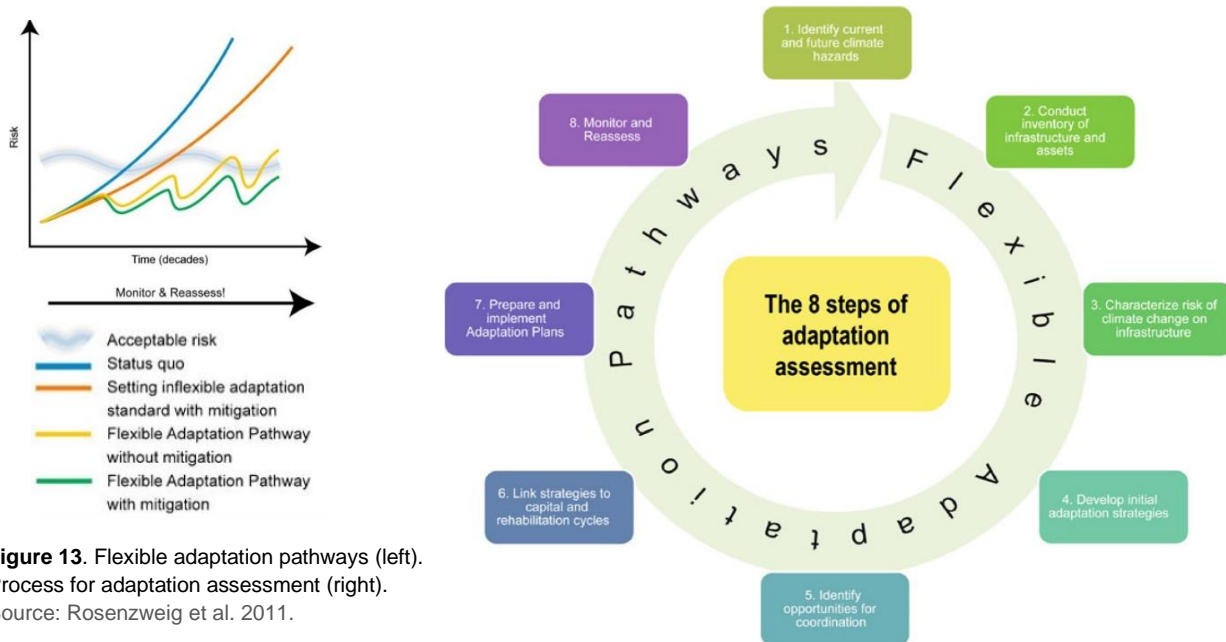 Risk
Time (decades)
Monitor & Reassess!
Acceptable risk
Status quo
Setting inflexible adaptation
standard with mitigation
Flexible Adaptation Pathway
without mitigation
Flexible Adaptation Pathway
with mitigation
igure 13. Flexible adaptation pathways (left).
rocess for adaptation assessment (right).
ource: Rosenzweig et al. 2011.
1. Identify current
and future climate
hazards
2. Conduct
inventory of
infrastructure and
assets
3. Characterize risk of
climate change on
infrastructure
4. Develop initial
adaptation strategies
5. Identify
opportunities for
coordination
6. Link strategies to
capital and
rehabilitation cycles
7. Prepare and
implement
Adaptation Plans
8. Monitor and
Reassess
Flexible Adaptation Pathways
The 8 steps of
adaptation
assessment